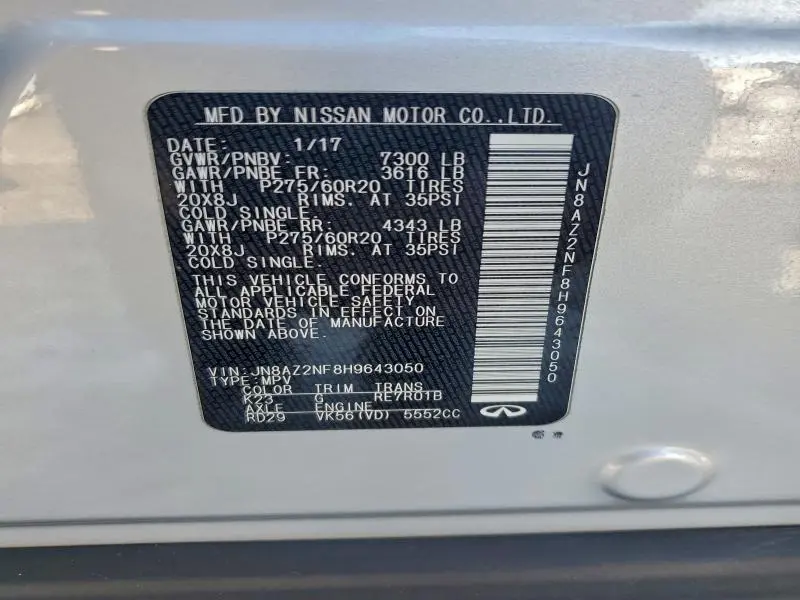 MFD BY NISSAN MOTOR CO.,LTD.
DATE: 1/17
GVWR/PNBV: 7300 LB
GAWR/PNBE FR: 3616 LB
WITH P275/60R20 TIRES
20X8J RIMS. AT 35PSI
COLD SINGLE.
GAWR/PNBE RR: 4343 LB
WITH P275/60R20 TIRES
20X8J RIMS. AT 35PSI
COLD SINGLE.
THIS VEHICLE CONFORMS TO
ALL APPLICABLE FEDERAL
MOTOR VEHICLE SAFETY
STANDARDS IN EFFECT ON
THE DATE OF MANUFACTURE
SHOWN ABOVE.
VIN: JN8AZ2NF8H9643050
TYPE: MPV
COLOR TRIM TRANS
K23 G RE7R01B
AXLE ENGINE
RD29 VK56(VD) 5552CC
JN8AZ2NF8H9643050